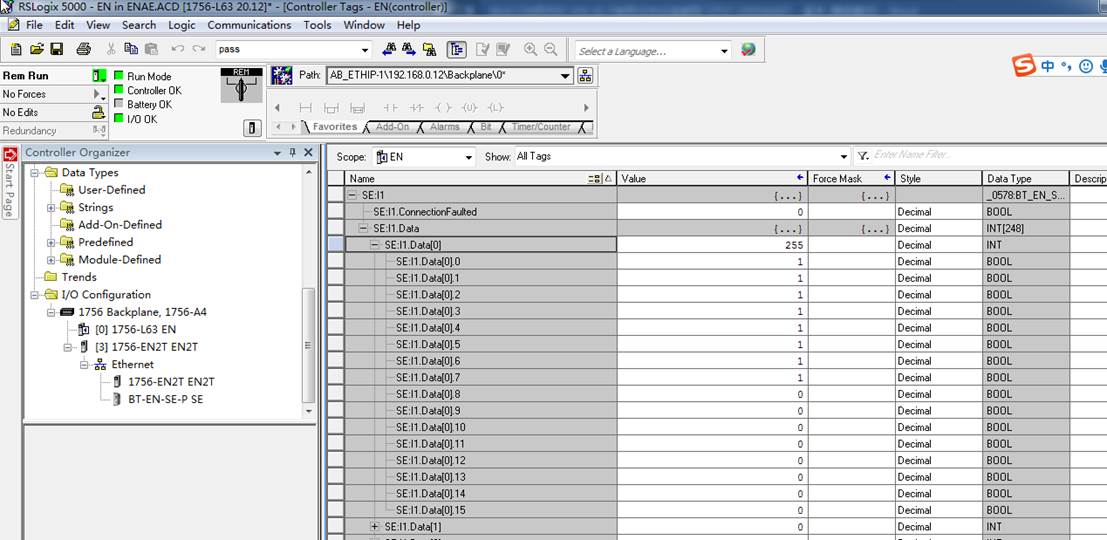 RSLogix 5000 - EN in ENAE.ACD [1756-L63 20.12]* - [Controller Tags - EN(controller)]
File Edit View Search Logic Communications Tools Window Help
pass Select a Language...
Rem Run Run Mode REM Path: AB_ETHIP-1\192.168.0.12\Backplane\0*
No Forces Controller OK
No Edits Battery OK
Redundancy I/O OK
Favorites Add-On Alarms Bit Timer/Counter
中
Start Page
Controller Organizer
Data Types
User-Defined
Strings
Add-On-Defined
Predefined
Module-Defined
Trends
I/O Configuration
1756 Backplane, 1756-A4
[0] 1756-L63 EN
[3] 1756-EN2T EN2T
Ethernet
1756-EN2T EN2T
BT-EN-SE-P SE
Scope: EN Show: All Tags Enter Name Filter...
Name Value Force Mask Style Data Type Descrip
SE:I1 {...} {...} _0578:BT_EN_S...
SE:I1.ConnectionFaulted 0 Decimal BOOL
SE:I1.Data {...} {...} Decimal INT[248]
SE:I1.Data[0] 255 Decimal INT
SE:I1.Data[0].0 1 Decimal BOOL
SE:I1.Data[0].1 1 Decimal BOOL
SE:I1.Data[0].2 1 Decimal BOOL
SE:I1.Data[0].3 1 Decimal BOOL
SE:I1.Data[0].4 1 Decimal BOOL
SE:I1.Data[0].5 1 Decimal BOOL
SE:I1.Data[0].6 1 Decimal BOOL
SE:I1.Data[0].7 1 Decimal BOOL
SE:I1.Data[0].8 0 Decimal BOOL
SE:I1.Data[0].9 0 Decimal BOOL
SE:I1.Data[0].10 0 Decimal BOOL
SE:I1.Data[0].11 0 Decimal BOOL
SE:I1.Data[0].12 0 Decimal BOOL
SE:I1.Data[0].13 0 Decimal BOOL
SE:I1.Data[0].14 0 Decimal BOOL
SE:I1.Data[0].15 0 Decimal BOOL
SE:I1.Data[1] 0 Decimal INT